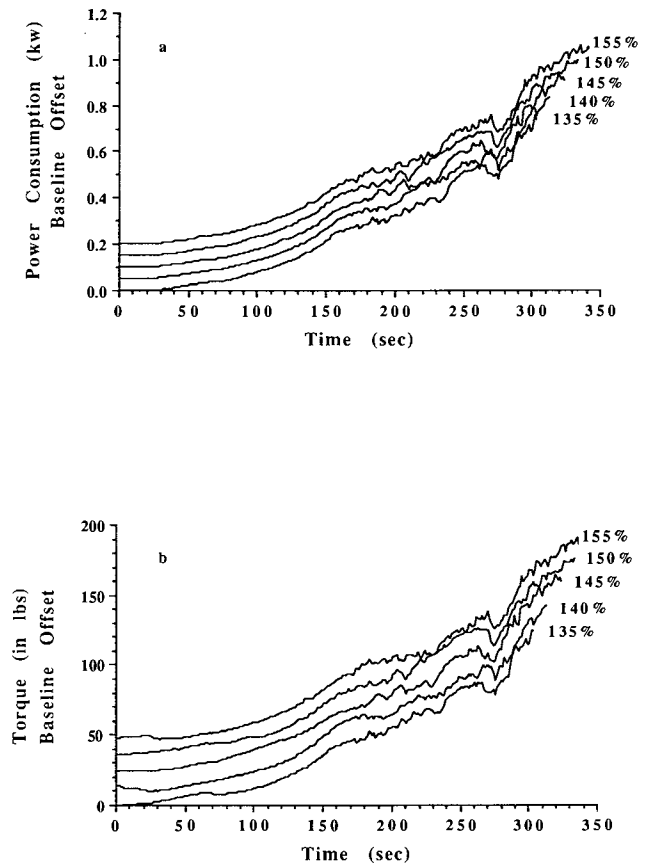 a
Power Consumption (kw)
Baseline Offset
1.2
1.0
0.8
0.6
0.4
0.2
0.0
155%
150%
145%
140%
135%
0 50 100 150 200 250 300 350
Time (sec)
b
Torque (in lbs)
Baseline Offset
200
150
100
50
0
155%
150%
145%
140%
135%
0 50 100 150 200 250 300 350
Time (sec)